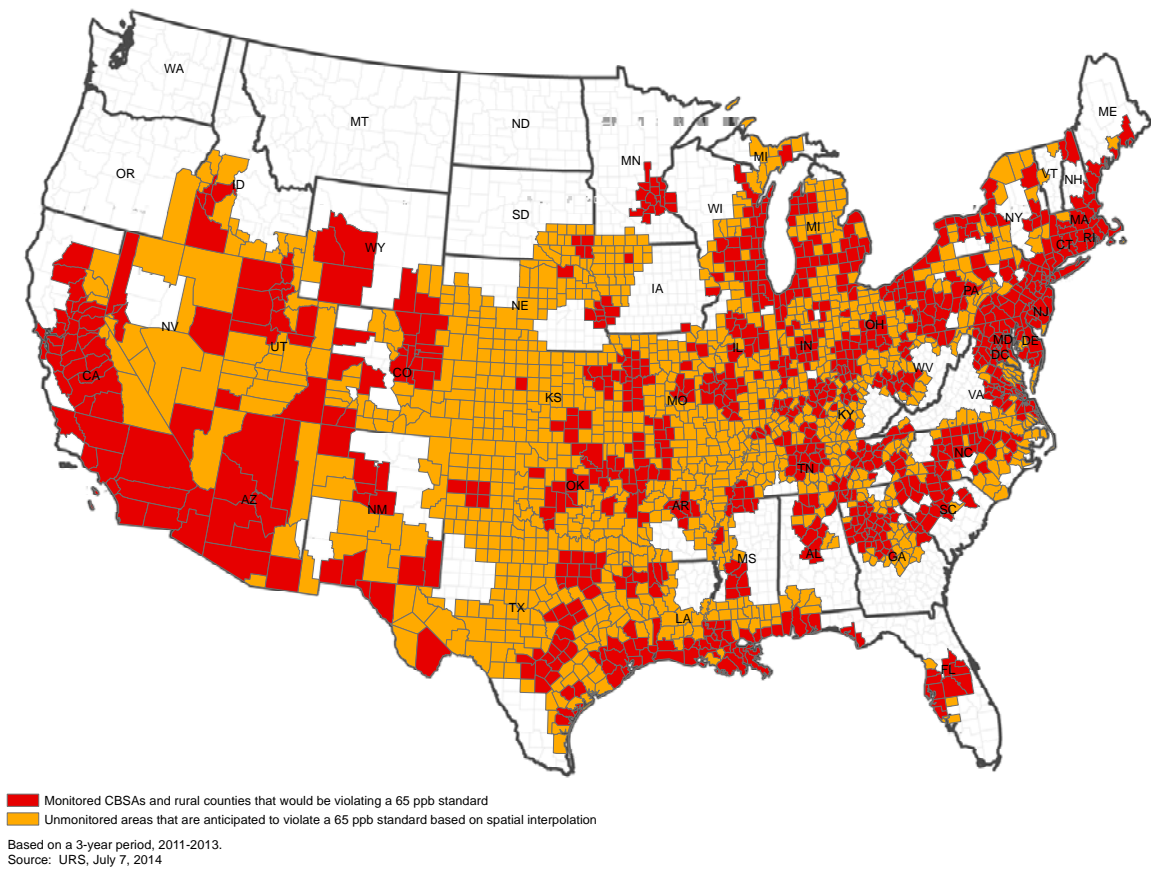 WA
MT
ND
ME
OR
ID
MN
MI
VT
NH
SD
WI
MI
NY
MA
WY
CT
RI
NE
IA
PA
NV
NJ
UT
IL
IN
OH
MD
DE
DC
CA
CO
WV
KS
MO
VA
KY
NC
TN
AZ
OK
NM
AR
SC
MS
AL
GA
TX
LA
FL
Monitored CBSAs and rural counties that would be violating a 65 ppb standard
Unmonitored areas that are anticipated to violate a 65 ppb standard based on spatial interpolation
Based on a 3-year period, 2011-2013.
Source: URS, July 7, 2014